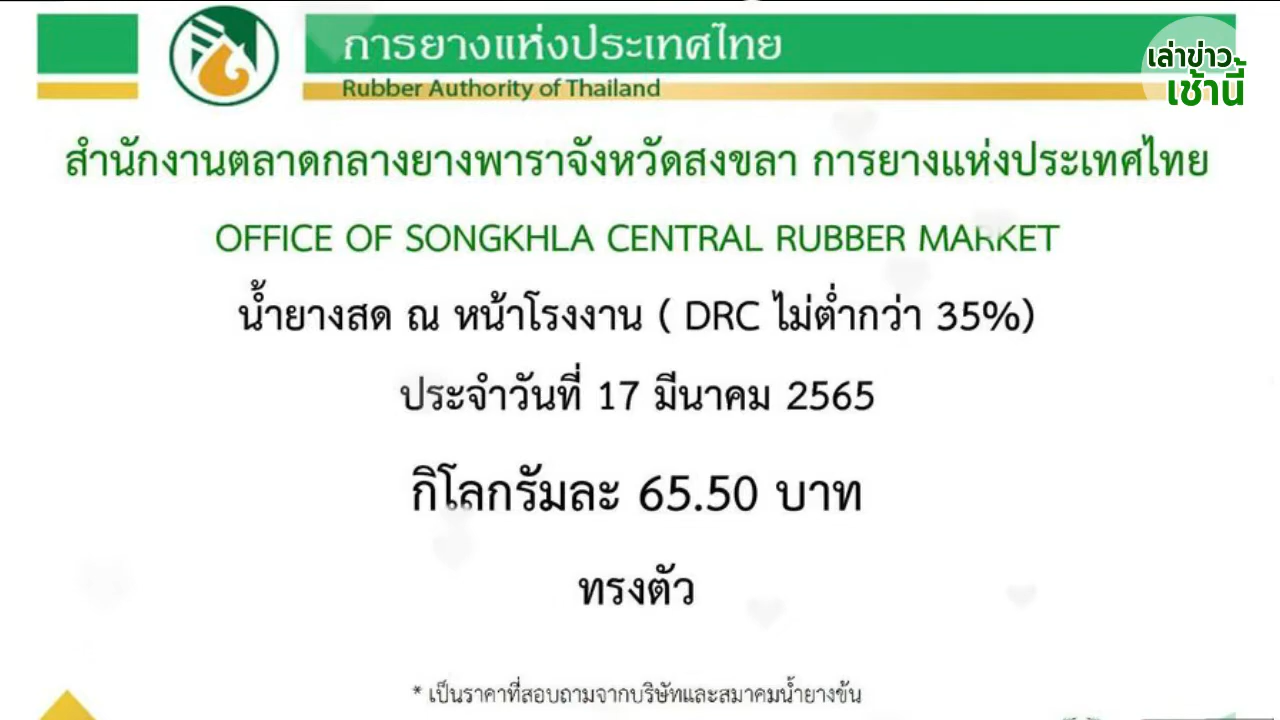 การยางแห่งประเทศไทย
Rubber Authority of Thailand
เล่าข่าว
เช้านี้
สำนักงานตลาดกลางยางพาราจังหวัดสงขลา การยางแห่งประเทศไทย
OFFICE OF SONGKHLA CENTRAL RUBBER MARKET
น้ำยางสด ณ หน้าโรงงาน ( DRC ไม่ต่ำกว่า 35%)
ประจำวันที่ 17 มีนาคม 2565
กิโลกรัมละ 65.50 บาท
ทรงตัว
* เป็นราคาที่สอบถามจากบริษัทและสมาคมน้ำยางข้น